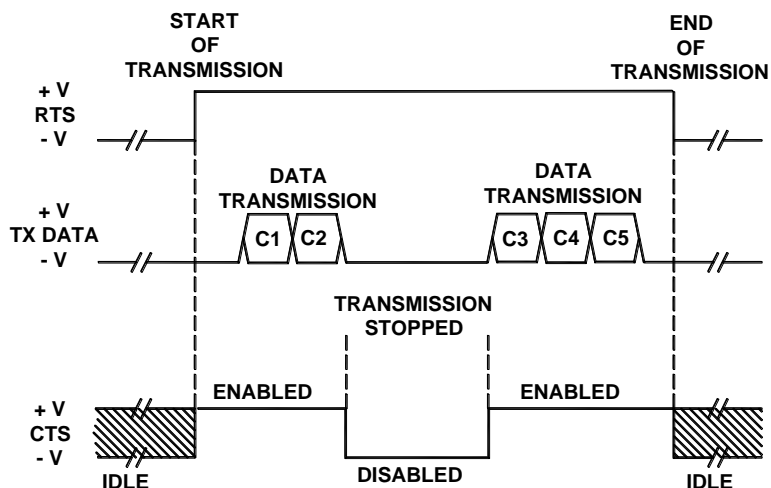 START
OF
TRANSMISSION
END
OF
TRANSMISSION
+ V
RTS
- V
DATA
TRANSMISSION
DATA
TRANSMISSION
+ V
TX DATA
- V
C1 C2 C3 C4 C5
TRANSMISSION
STOPPED
ENABLED ENABLED
+ V
CTS
- V
DISABLED
IDLE IDLE